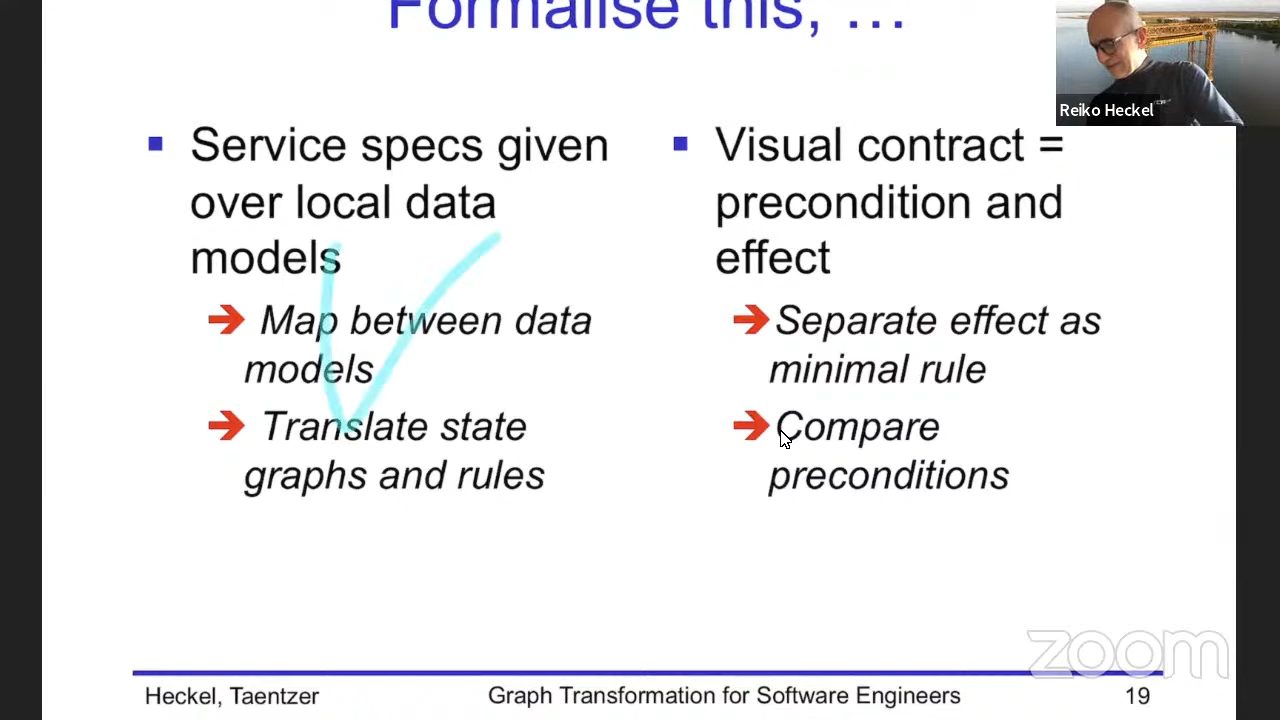 Formalise this, …
Reiko Heckel
▪ Service specs given
over local data
models
➔ Map between data
models
➔ Translate state
graphs and rules
▪ Visual contract =
precondition and
effect
➔ Separate effect as
minimal rule
➔ Compare
preconditions
zoom
Heckel, Taentzer
Graph Transformation for Software Engineers
19